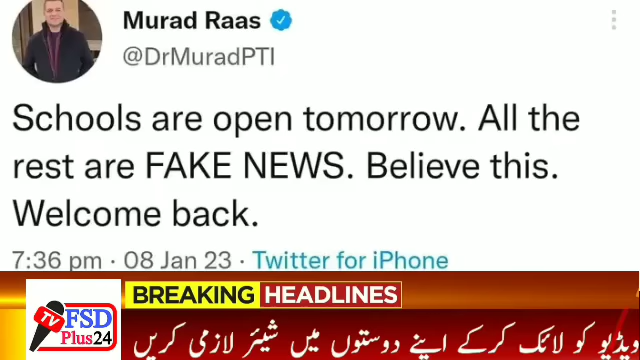 Murad Raas
@DrMuradPTI
Schools are open tomorrow. All the
rest are FAKE NEWS. Believe this.
Welcome back.
7:36 pm · 08 Jan 23 · Twitter for iPhone
BREAKING HEADLINES
TV FSD
Plus24
ویڈیو کو لائک کرکے اپنے دوستوں میں شیئر لازمی کریں